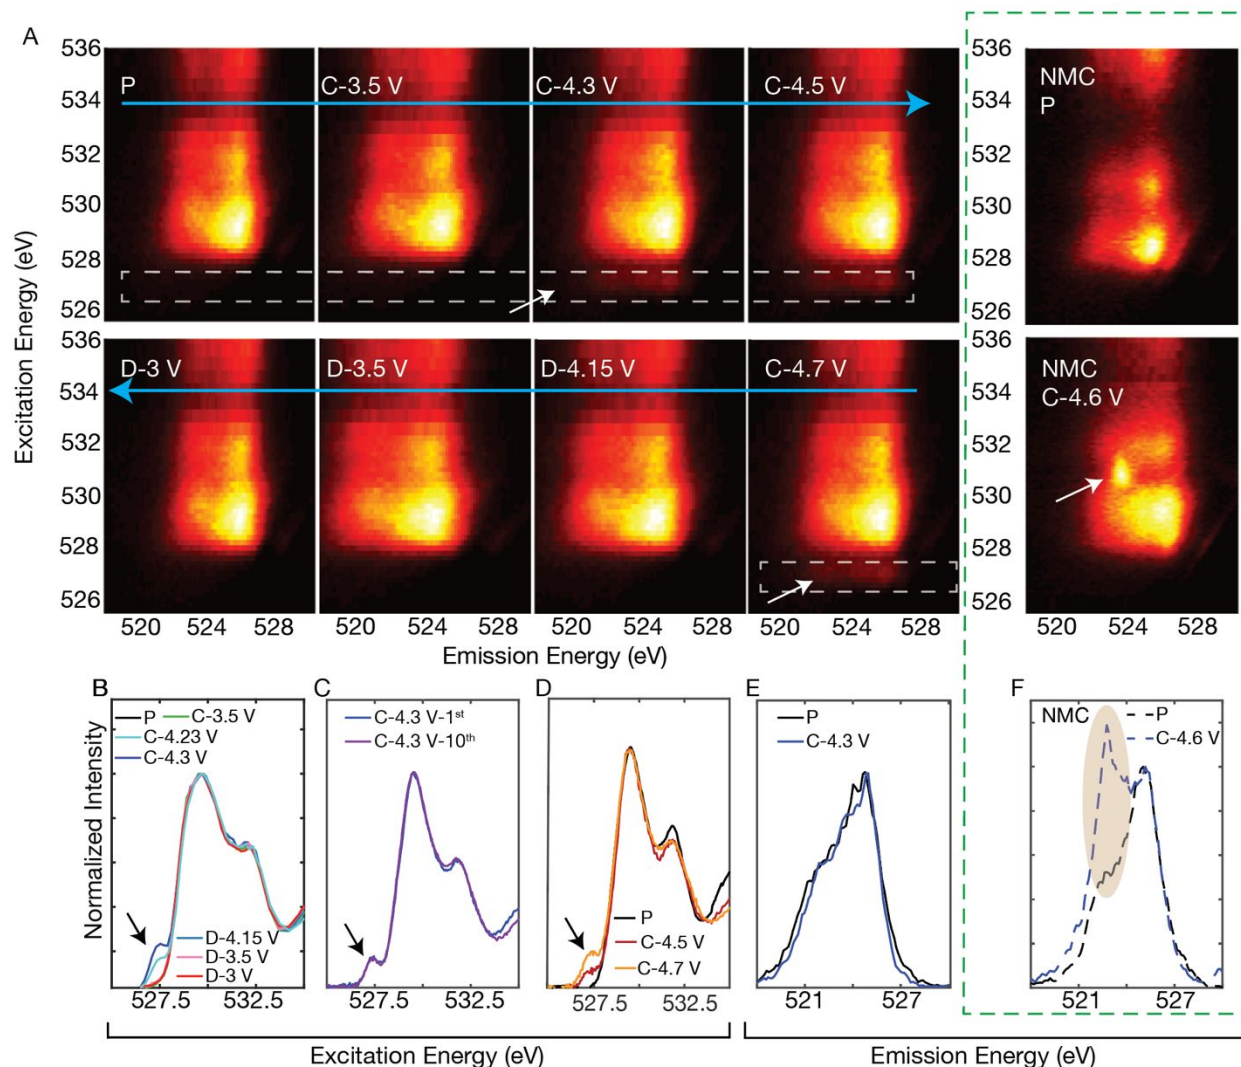 A
536
534
532
530
528
526
P
C-3.5 V
C-4.3 V
C-4.5 V
536
534
532
530
528
526
NMC
P
Excitation Energy (eV)
536
534
532
530
528
526
D-3 V
D-3.5 V
D-4.15 V
C-4.7 V
536
534
532
530
528
526
NMC
C-4.6 V
520 524 528 520 524 528 520 524 528 520 524 528
520 524 528
Emission Energy (eV)
B
P C-3.5 V
C-4.23 V
C-4.3 V
D-4.15 V
D-3.5 V
D-3 V
527.5 532.5
Normalized Intensity
C
C-4.3 V-1st
C-4.3 V-10th
527.5 532.5
D
P
C-4.5 V
C-4.7 V
527.5 532.5
E
P
C-4.3 V
521 527
F
NMC
P
C-4.6 V
521 527
Excitation Energy (eV)
Emission Energy (eV)